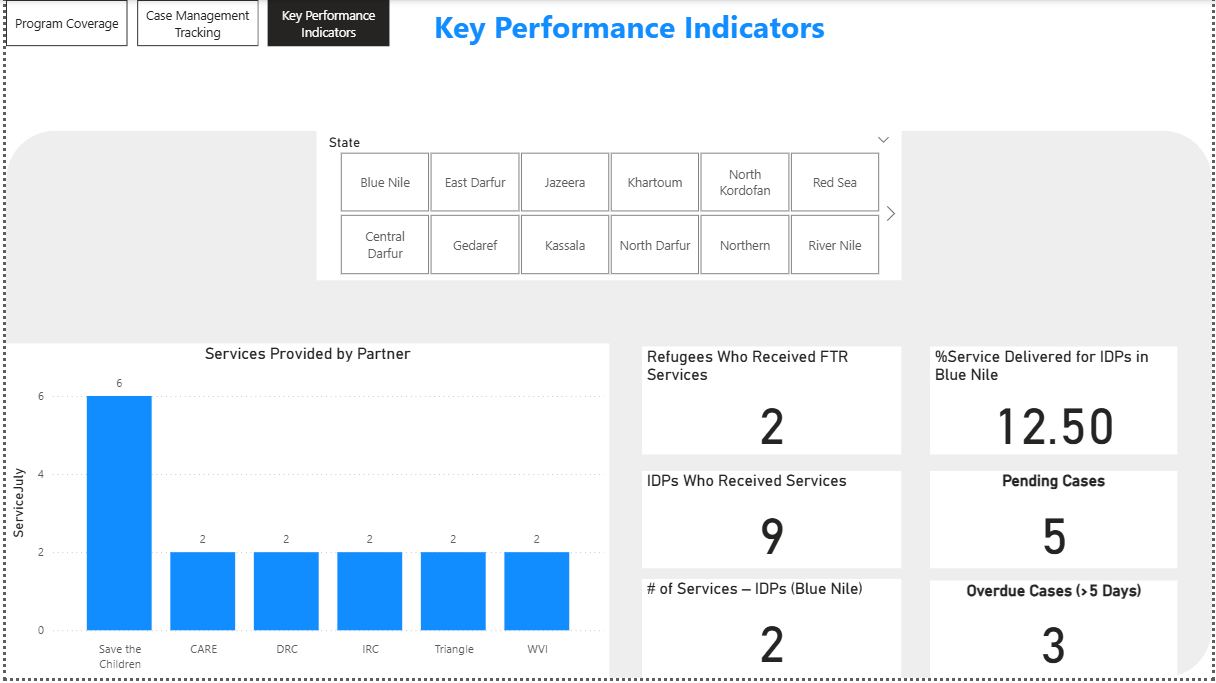 Program Coverage
Case Management
Tracking
Key Performance
Indicators
Key Performance Indicators
State
Blue Nile
East Darfur
Jazeera
Khartoum
North
Kordofan
Red Sea
Central
Darfur
Gedaref
Kassala
North Darfur
Northern
River Nile
Services Provided by Partner
ServiceJuly
6
4
2
0
6
2
2
2
2
2
Save the
Children
CARE
DRC
IRC
Triangle
WVI
Refugees Who Received FTR
Services
2
%Service Delivered for IDPs in
Blue Nile
12.50
IDPs Who Received Services
9
Pending Cases
5
# of Services – IDPs (Blue Nile)
2
Overdue Cases (>5 Days)
3